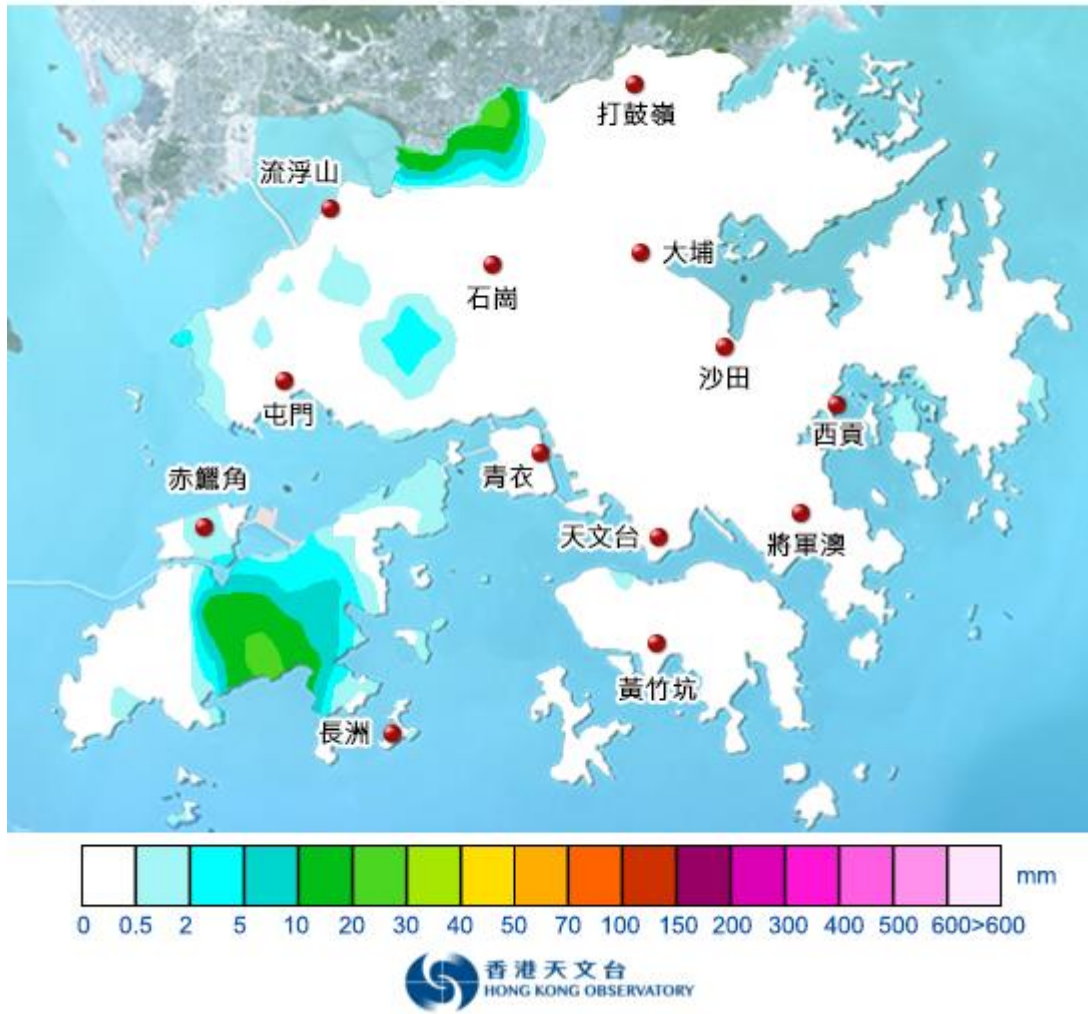 打鼓嶺
流浮山
大埔
石崗
沙田
屯門
西貢
赤鱲角
青衣
天文台
將軍澳
黃竹坑
長洲
mm
0 0.5 2 5 10 20 30 40 50 70 100 150 200 300 400 500 600>600
香港天文台
HONG KONG OBSERVATORY